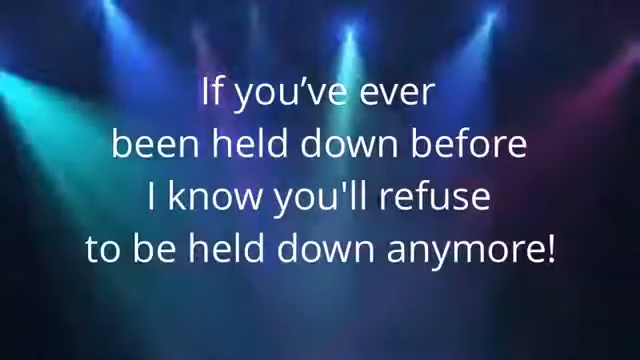 If you’ve ever
been held down before
I know you'll refuse
to be held down anymore!